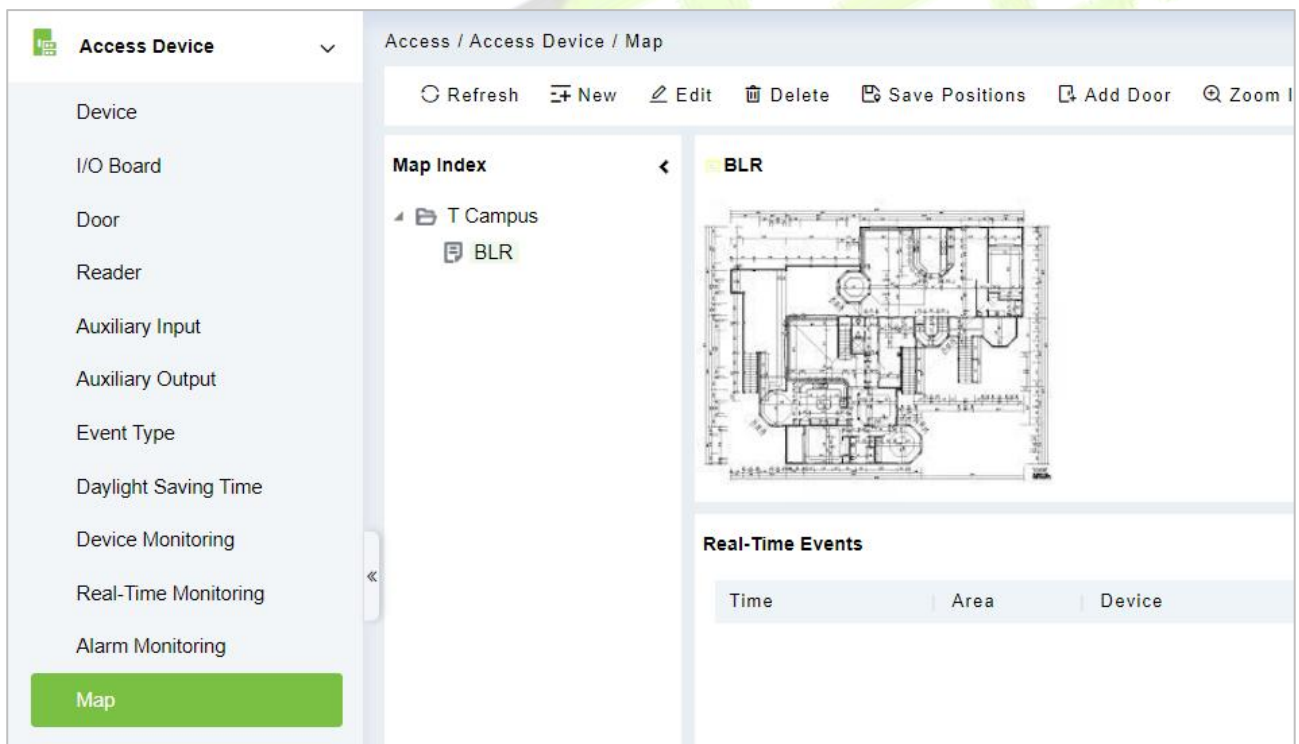 Access Device
Device
I/O Board
Door
Reader
Auxiliary Input
Auxiliary Output
Event Type
Daylight Saving Time
Device Monitoring
Real-Time Monitoring
Alarm Monitoring
Map
Access / Access Device / Map
Refresh New Edit Delete Save Positions Add Door Zoom I
Map Index
T Campus
BLR
BLR
Real-Time Events
Time Area Device